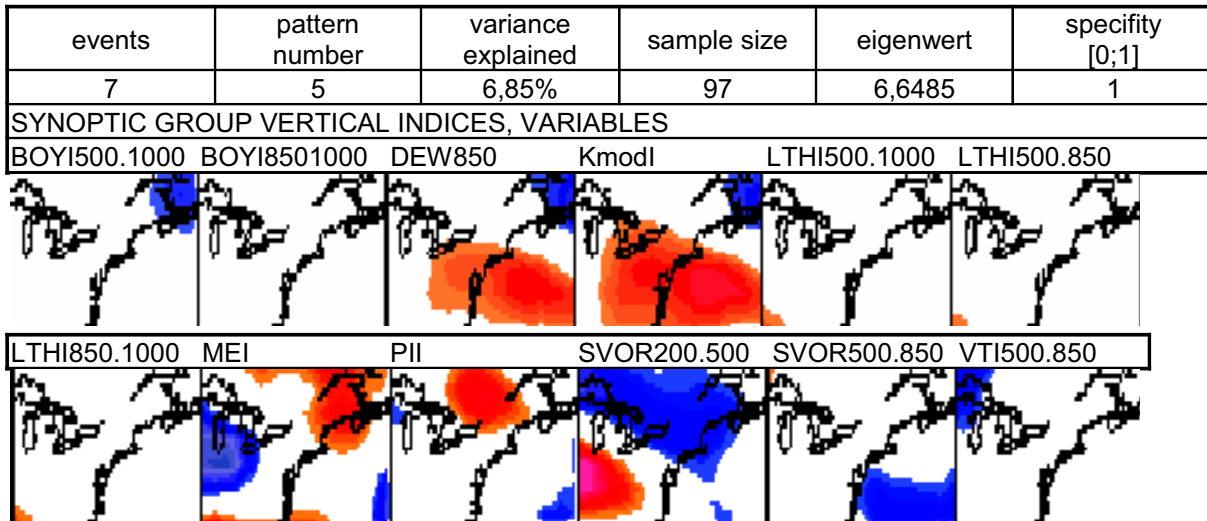 events pattern number variance explained sample size eigenwert specifity [0;1]
7 5 6,85% 97 6,6485 1
SYNOPTIC GROUP VERTICAL INDICES, VARIABLES
BOYI500.1000 BOYI8501000 DEW850 KmodI LTHI500.1000 LTHI500.850
LTHI850.1000 MEI PII SVOR200.500 SVOR500.850 VTI500.850